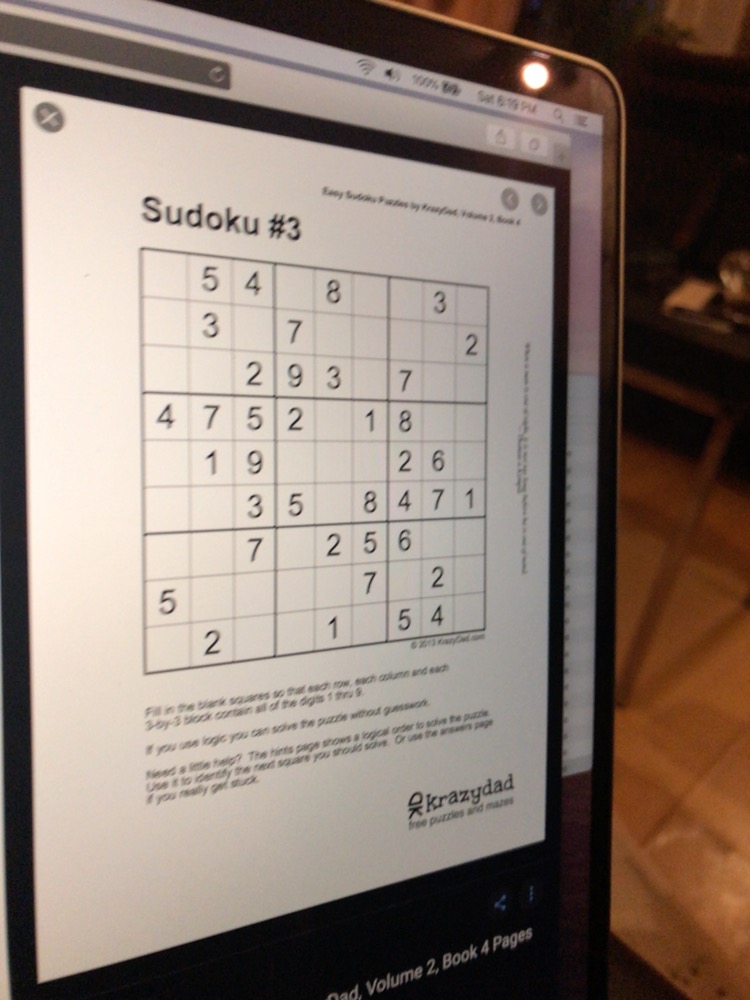 100%
Sat 6:19 PM
Easy Sudoku Puzzles by KrazyDad, Volume 2, Book 4
Sudoku #3
5 4 8 3
3 7 2
2 9 3 7
4 7 5 2 1 8
1 9 2 6
3 5 8 4 7 1
7 2 5 6
5 7 2
2 1 5 4
© 2013 KrazyDad.com
Fill in the blank squares so that each row, each column and each
3-by-3 block contain all of the digits 1 thru 9.
If you use logic you can solve the puzzle without guesswork.
Need a little help? The hints page shows a logical order to solve the puzzle.
Use it to identify the next square you should solve. Or use the answers page
if you really get stuck.
KD krazydad
free puzzles and mazes
Dad, Volume 2, Book 4 Pages